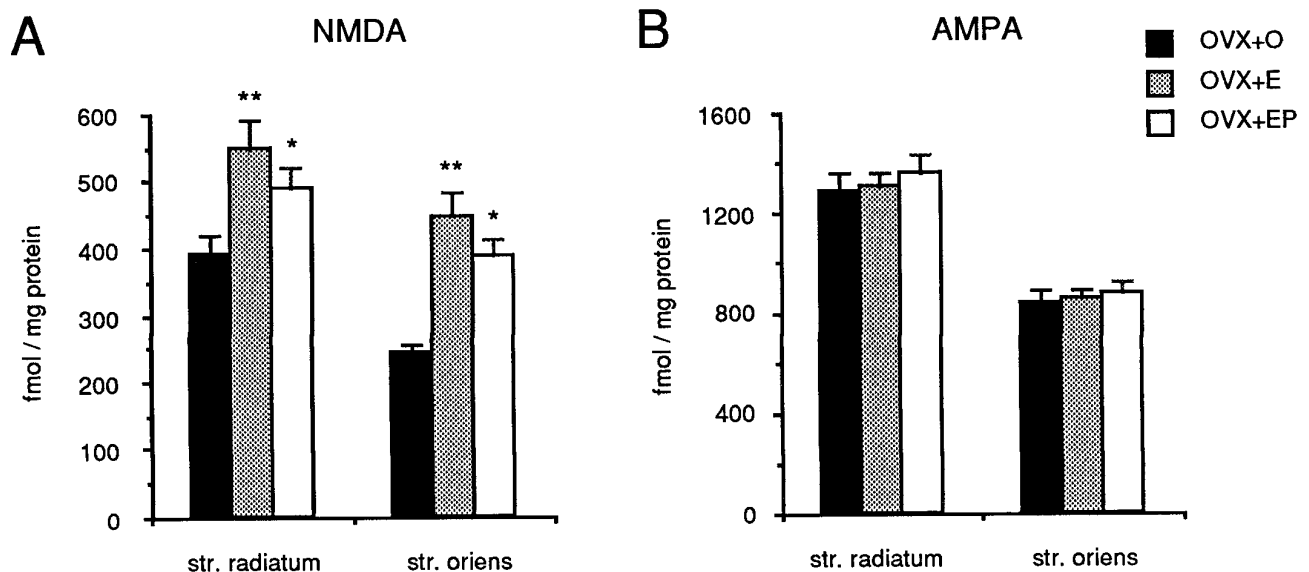 A
NMDA
B
AMPA
OVX+O
OVX+E
OVX+EP
fmol / mg protein
600
500
400
300
200
100
0
**
*
**
*
str. radiatum
str. oriens
fmol / mg protein
1600
1200
800
400
0
str. radiatum
str. oriens